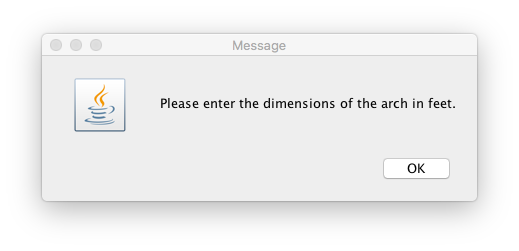 Message
Please enter the dimensions of the arch in feet.
OK